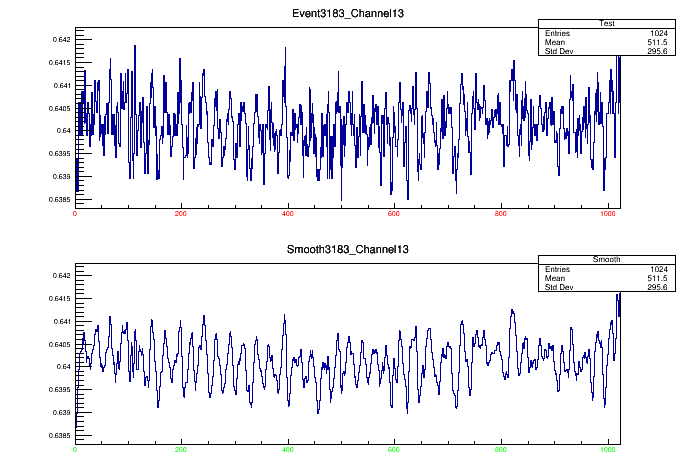 Event3183_Channel13
Test
Entries 1024
Mean 511.5
Std Dev 295.6
0.642
0.6415
0.641
0.6405
0.64
0.6395
0.639
0.6385
0 200 400 600 800 1000
Smooth3183_Channel13
Smooth
Entries 1024
Mean 511.5
Std Dev 295.6
0.642
0.6415
0.641
0.6405
0.64
0.6395
0.639
0.6385
0 200 400 600 800 1000